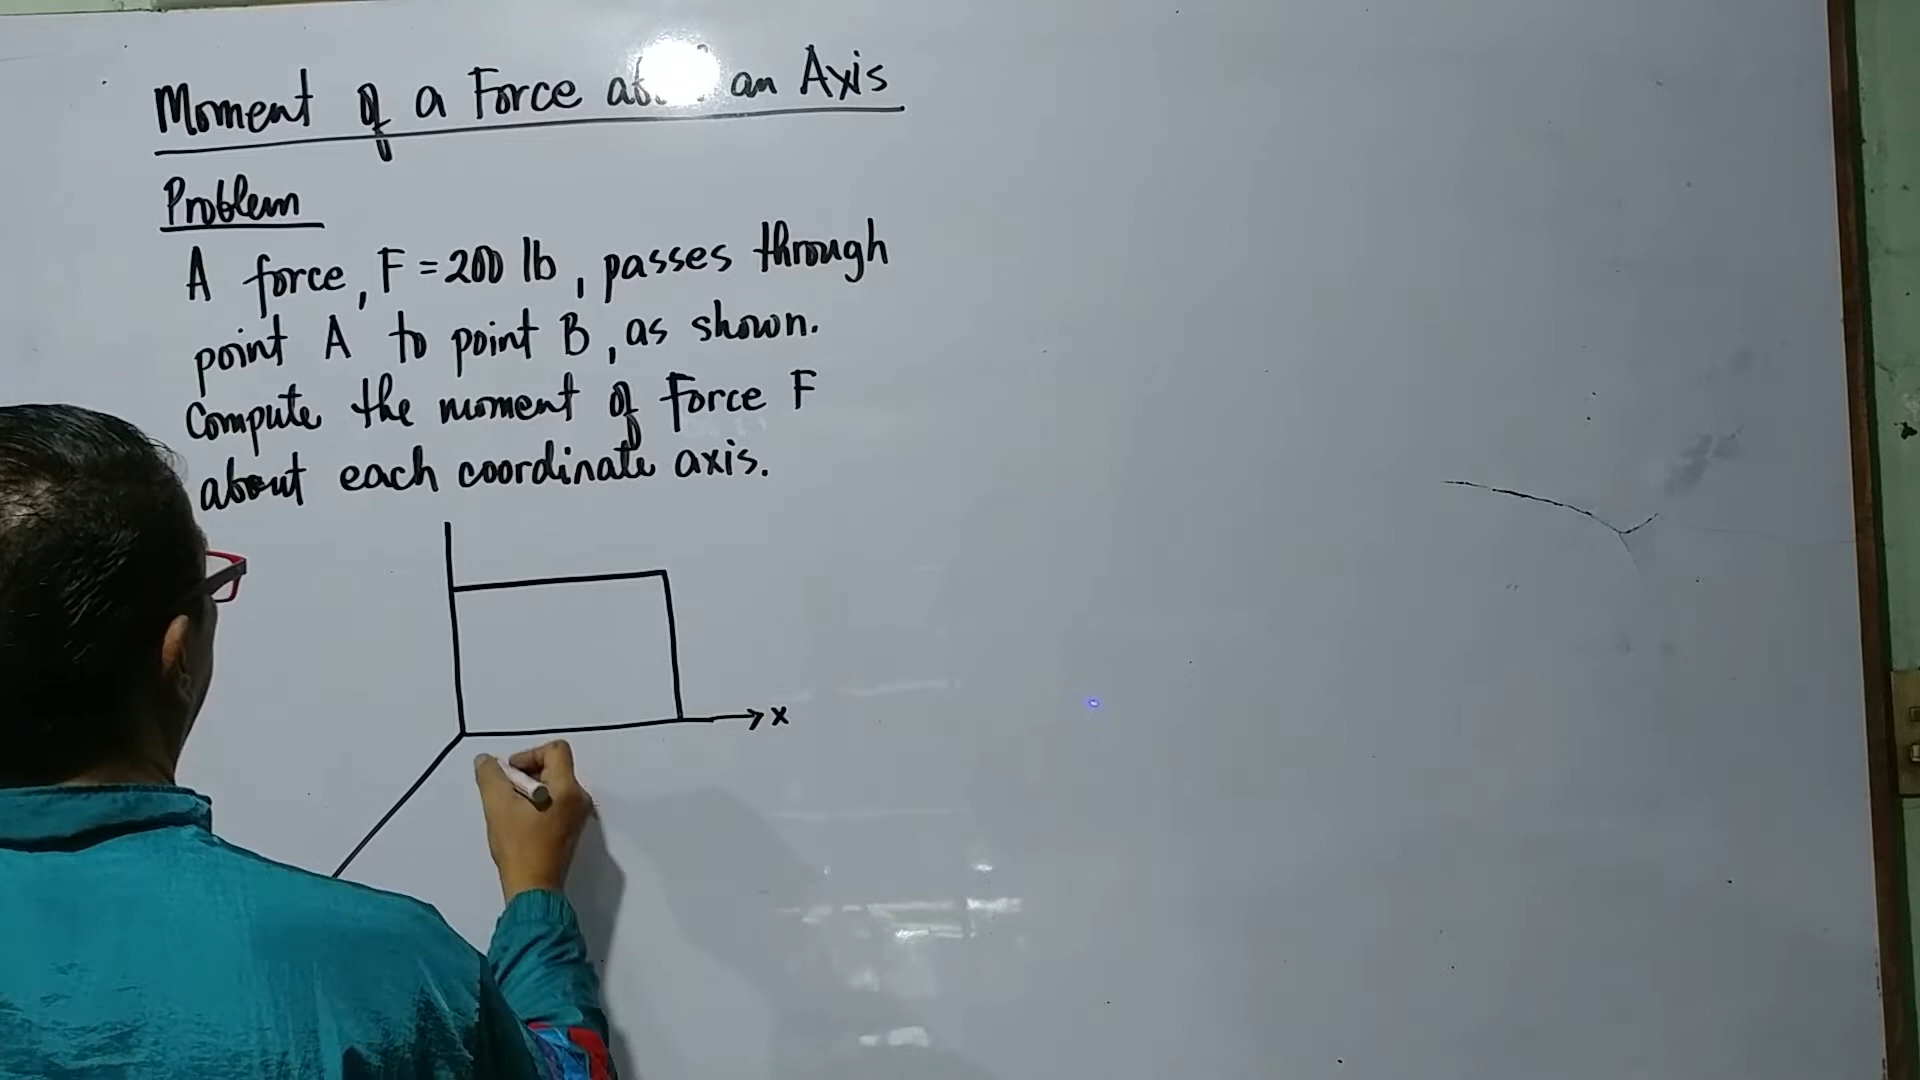 Moment of a Force an Axis
Problem
A force, F = 200 lb, passes through
point A to point B, as shown.
Compute the moment of Force F
about each coordinate axis.
x